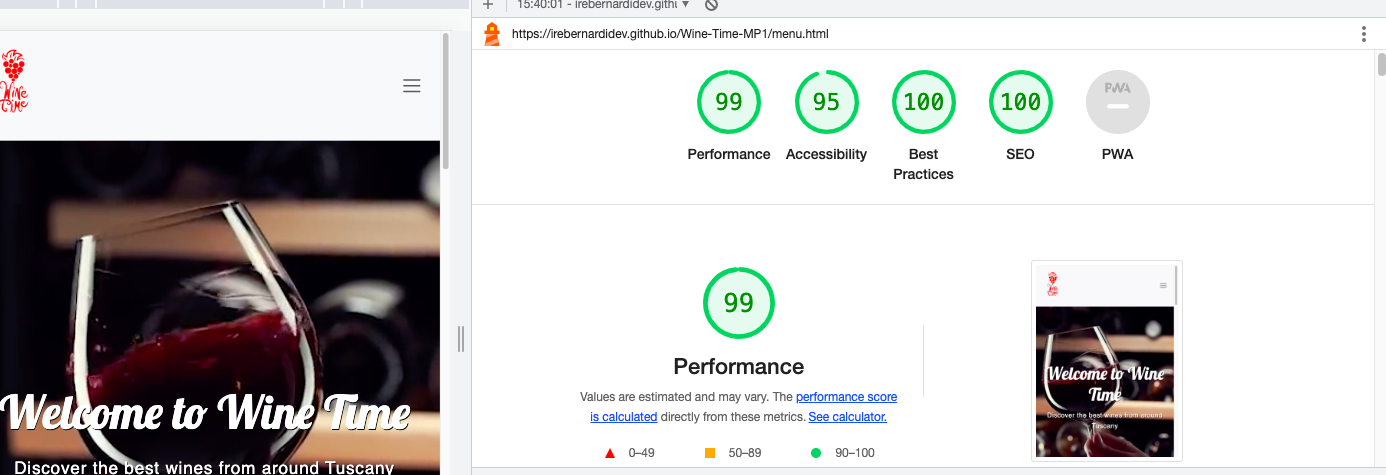 15:40:01 - irebernardidev.githu
https://irebernardidev.github.io/Wine-Time-MP1/menu.html
Wine
Time
99
95
100
100
PWA
Performance
Accessibility
Best
Practices
SEO
PWA
99
Performance
Values are estimated and may vary. The performance score
is calculated directly from these metrics. See calculator.
0–49
50–89
90–100
Welcome to Wine Time
Discover the best wines from around Tuscany
Welcome to Wine
Time
Discover the best wines from around
Tuscany